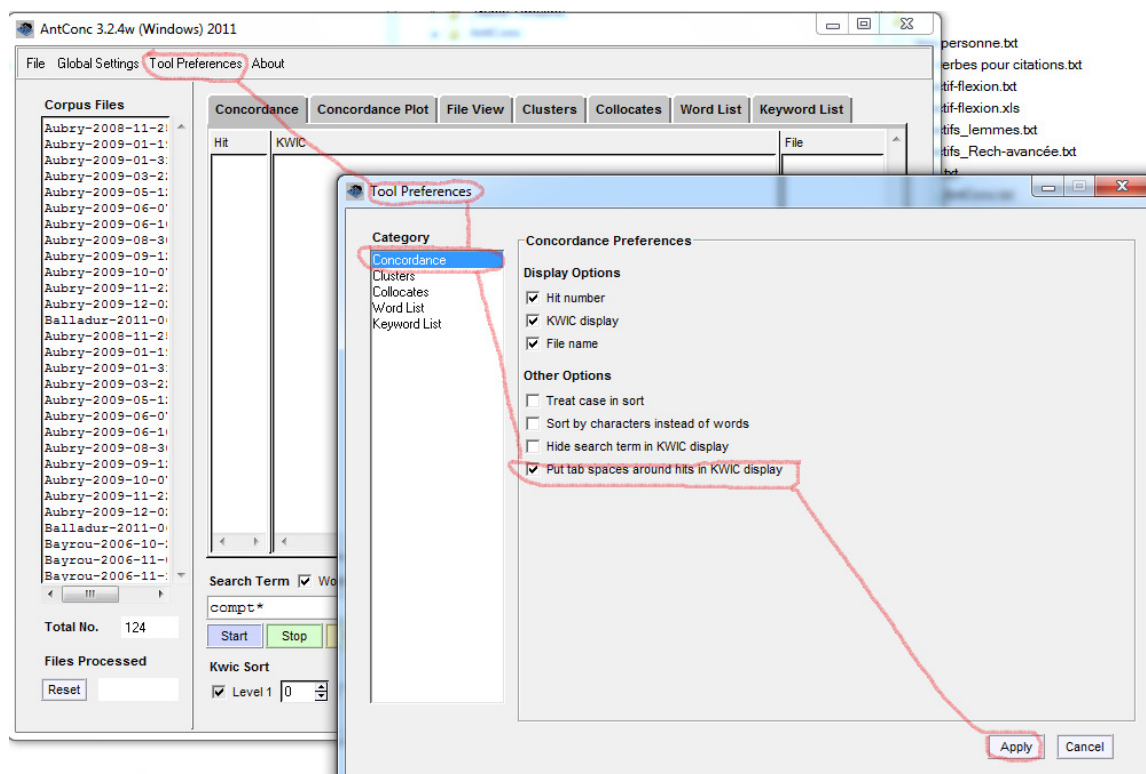 AntConc 3.2.4w (Windows) 2011
File Global Settings Tool Preferences About
personne.txt
erbes pour citations.txt
tif-flexion.txt
tif-flexion.xls
tifs_lemmes.txt
tifs_Rech-avancée.txt
Corpus Files
Aubry-2008-11-2
Aubry-2009-01-1
Aubry-2009-01-3
Aubry-2009-03-2
Aubry-2009-05-1
Aubry-2009-06-0
Aubry-2009-06-1
Aubry-2009-08-3
Aubry-2009-09-1
Aubry-2009-10-0
Aubry-2009-11-2
Aubry-2009-12-0
Balladur-2011-0
Aubry-2008-11-2
Aubry-2009-01-1
Aubry-2009-01-3
Aubry-2009-03-2
Aubry-2009-05-1
Aubry-2009-06-0
Aubry-2009-06-1
Aubry-2009-08-3
Aubry-2009-09-1
Aubry-2009-10-0
Aubry-2009-11-2
Aubry-2009-12-0
Balladur-2011-0
Bayrou-2006-10-
Bayrou-2006-11-
Bayrou-2006-11-
Total No. 124
Files Processed
Reset
Concordance Concordance Plot File View Clusters Collocates Word List Keyword List
Hit KWIC File
Search Term Wo
compt*
Start Stop
Kwic Sort
Level 1 0
Tool Preferences
Category
Concordance
Clusters
Collocates
Word List
Keyword List
Concordance Preferences
Display Options
Hit number
KWIC display
File name
Other Options
Treat case in sort
Sort by characters instead of words
Hide search term in KWIC display
Put tab spaces around hits in KWIC display
Apply Cancel